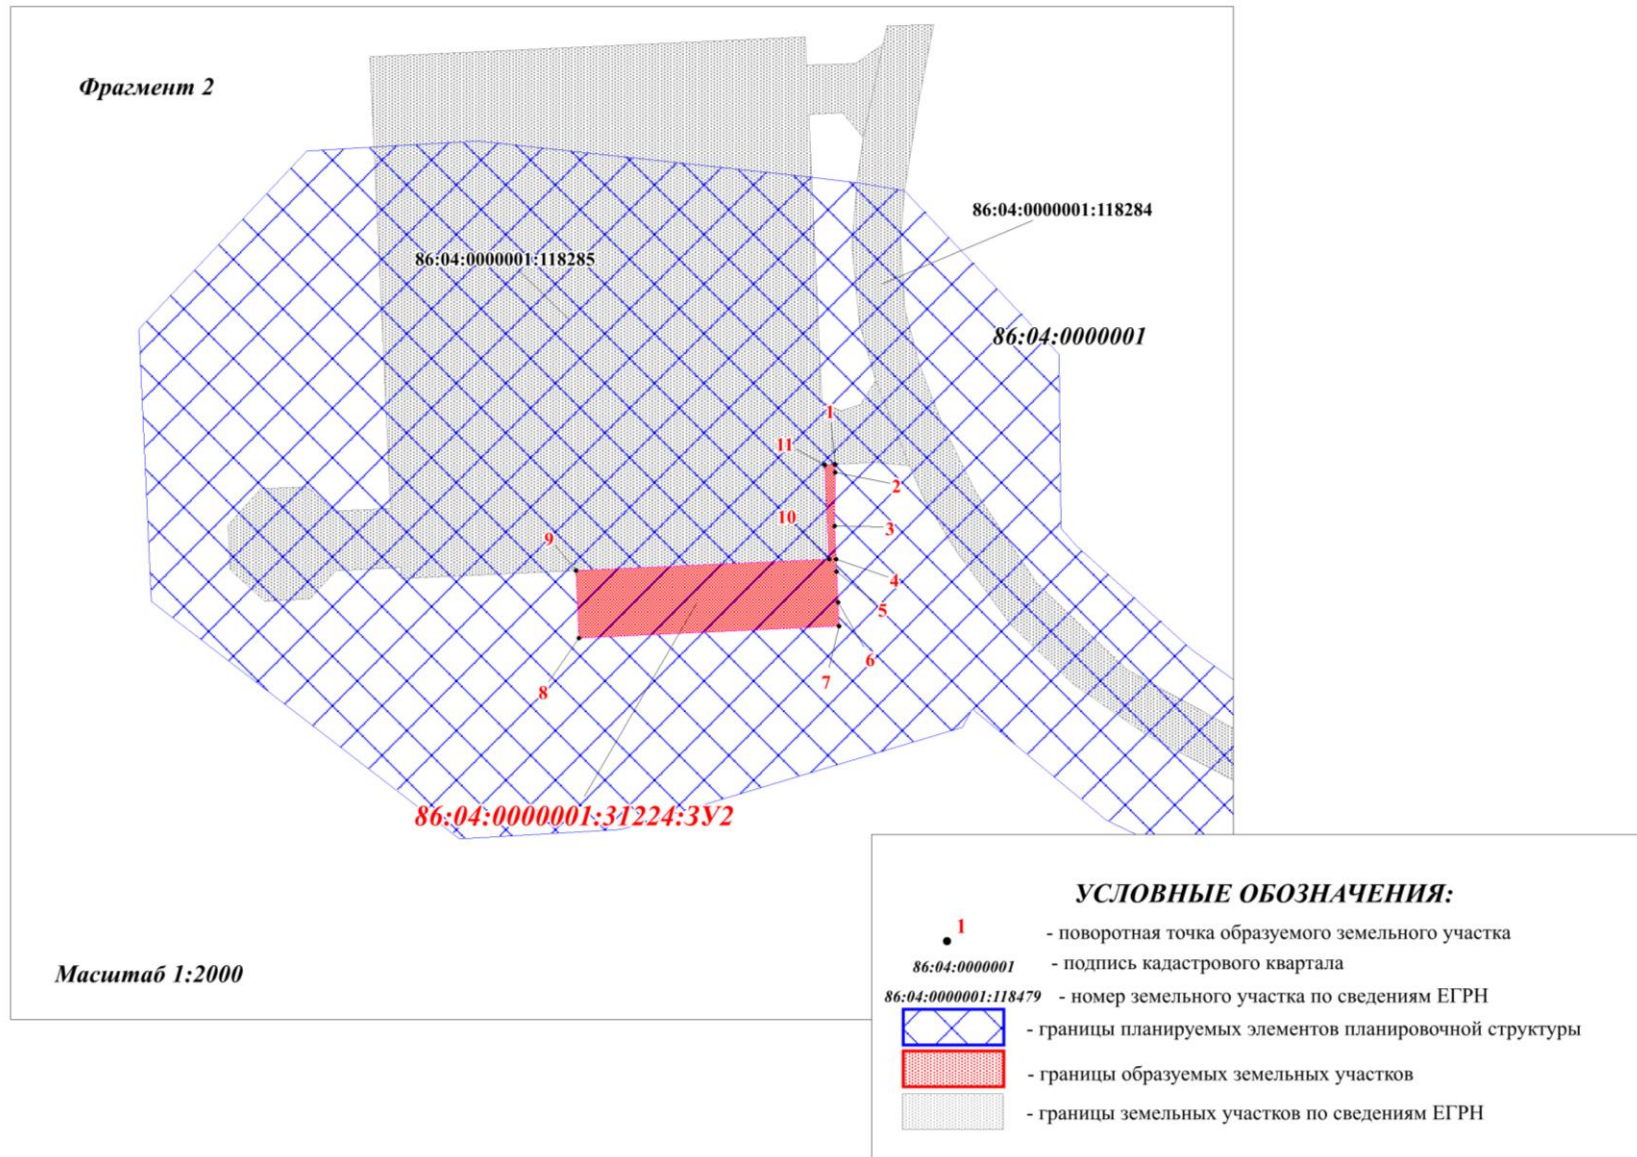 Фрагмент 2
86:04:0000001:118284
86:04:0000001:118285
86:04:0000001
1
11
2
10
3
9
4
5
6
7
8
86:04:0000001:31224:ЗУ2
Масштаб 1:2000
УСЛОВНЫЕ ОБОЗНАЧЕНИЯ:
1 - поворотная точка образуемого земельного участка
86:04:0000001 - подпись кадастрового квартала
86:04:0000001:118479 - номер земельного участка по сведениям ЕГРН
- границы планируемых элементов планировочной структуры
- границы образуемых земельных участков
- границы земельных участков по сведениям ЕГРН